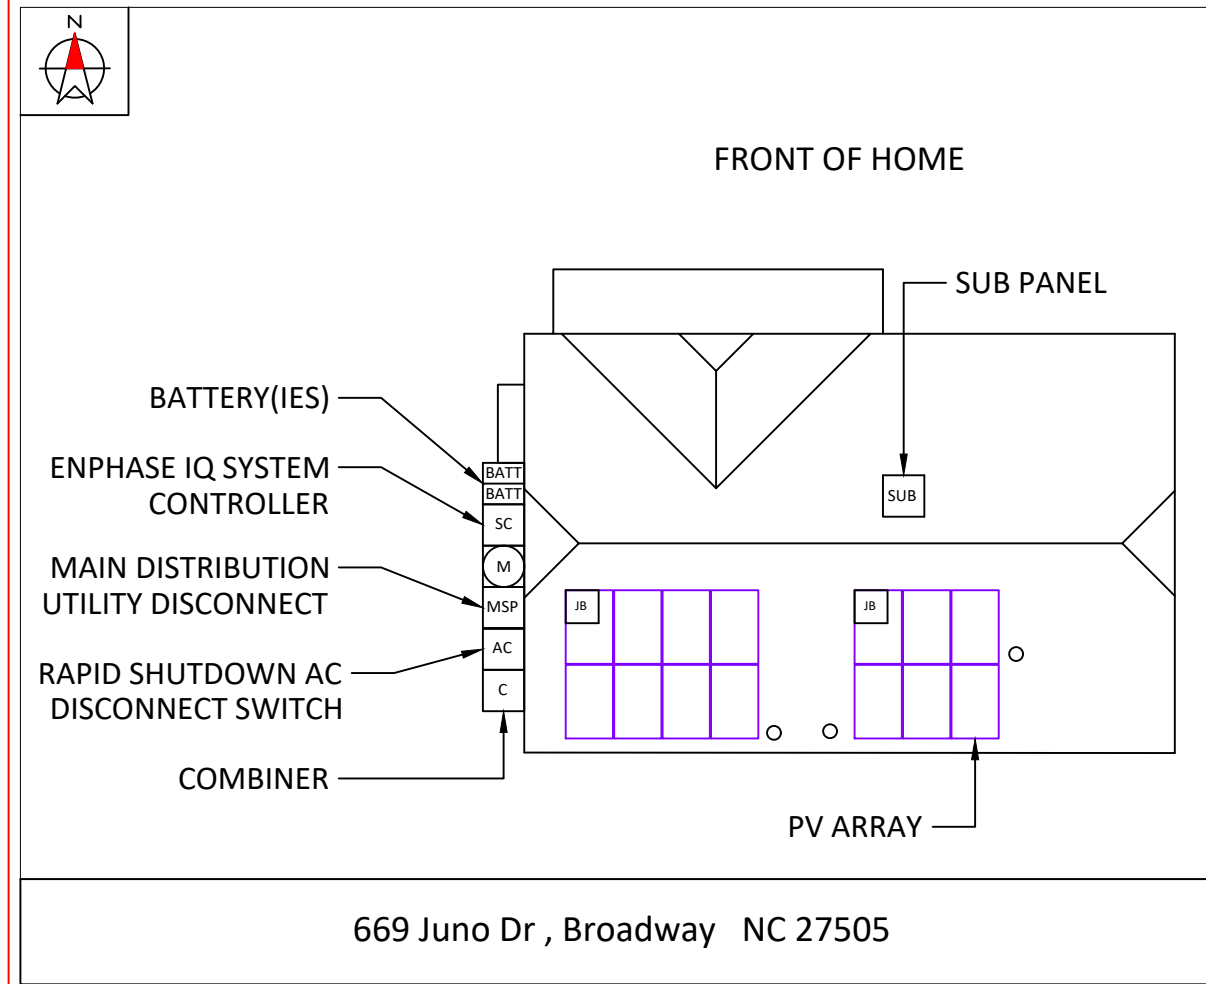 N
FRONT OF HOME
SUB PANEL
BATTERY(IES)
ENPHASE IQ SYSTEM
CONTROLLER
MAIN DISTRIBUTION
UTILITY DISCONNECT
RAPID SHUTDOWN AC
DISCONNECT SWITCH
COMBINER
BATT
BATT
SC
M
MSP
AC
C
SUB
JB
JB
PV ARRAY
669 Juno Dr , Broadway   NC 27505